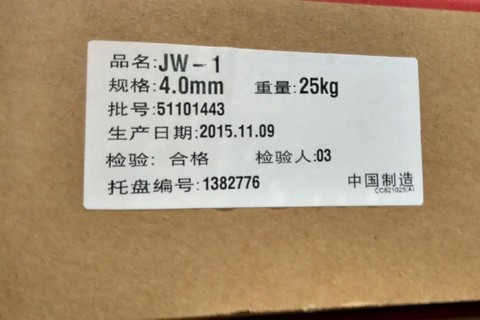 品名:JW-1
规格:4.0mm 重量:25kg
批号:51101443
生产日期:2015.11.09
检验: 合格 检验人:03
托盘编号:1382776
中国制造
CC821025(A)